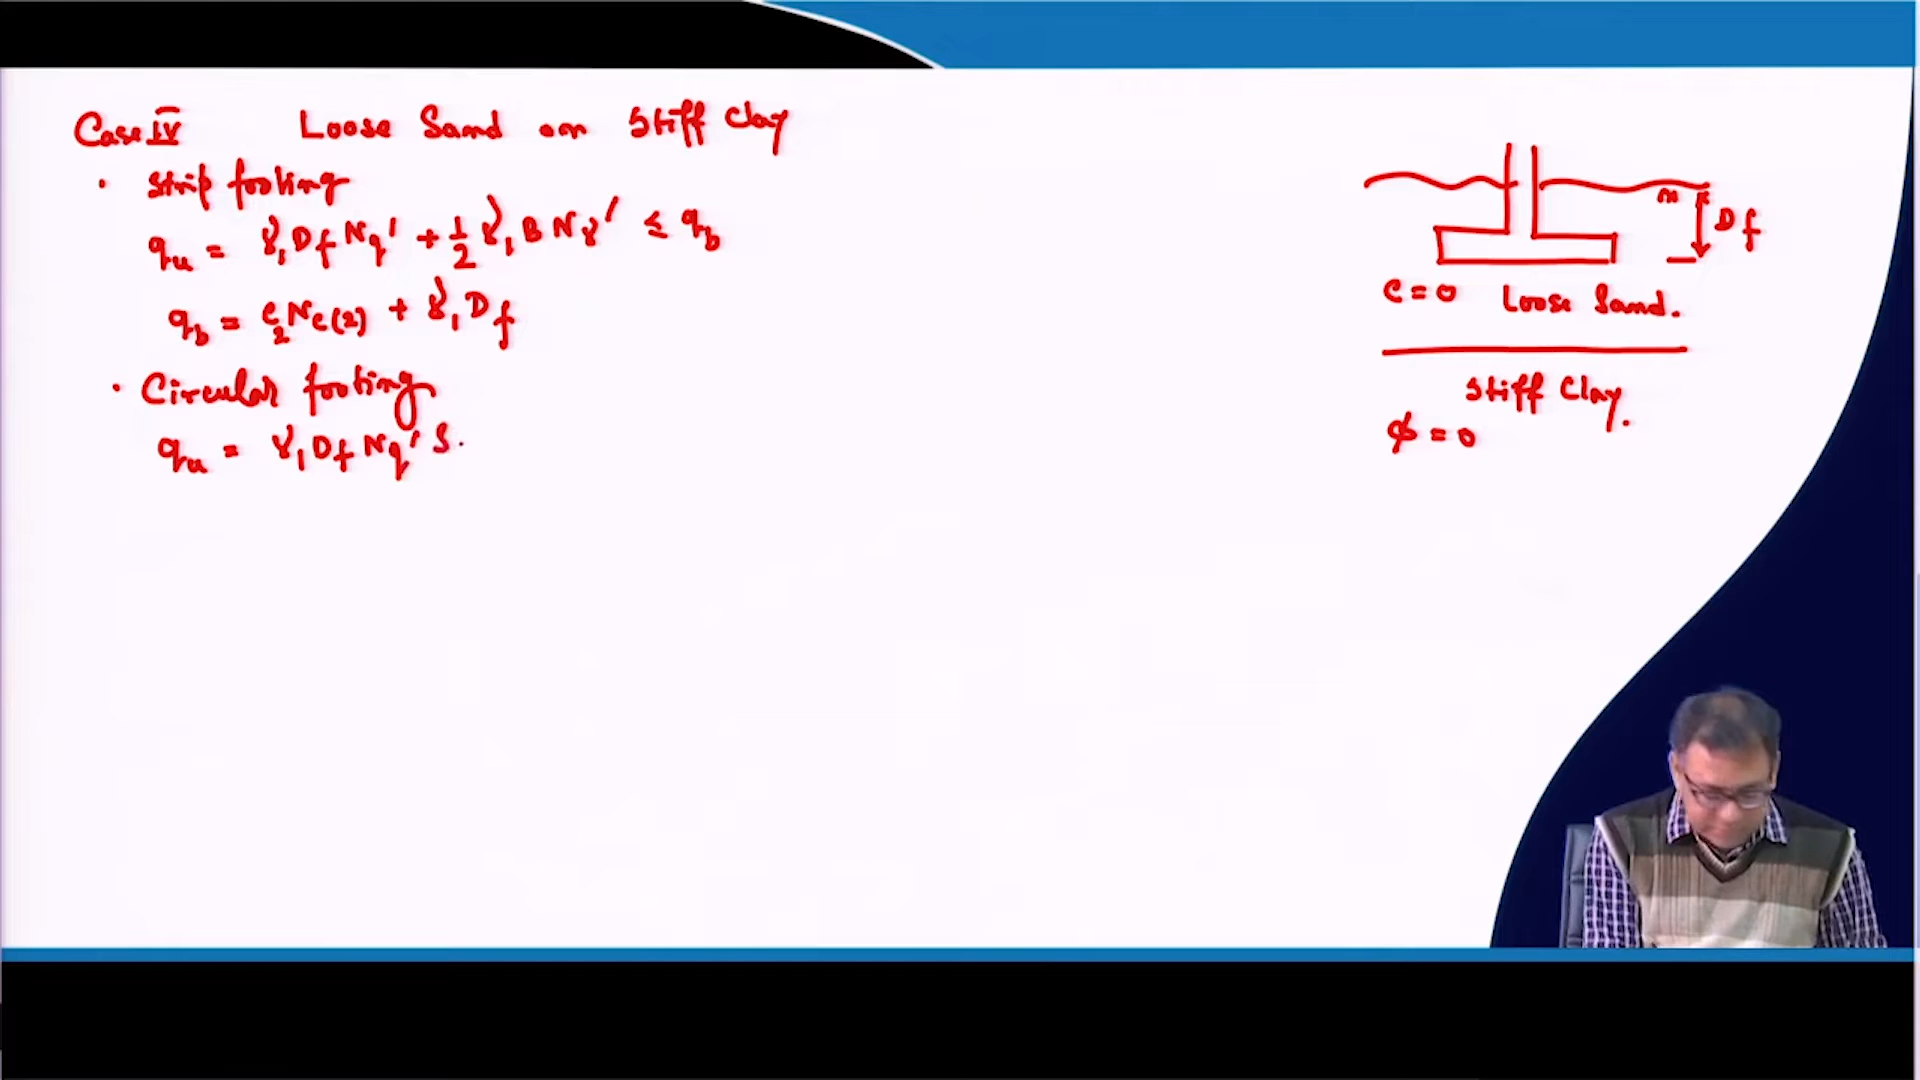 Case IV Loose Sand on Stiff Clay
• Strip footing
qu = γ1 Df Nq' + 1/2 γ1 B Nγ' ≤ qb
qb = c2 Nc(2) + γ1 Df
• Circular footing
qu = γ1 Df Nq' S.
Df
C = 0 Loose Sand.
Stiff Clay.
φ = 0